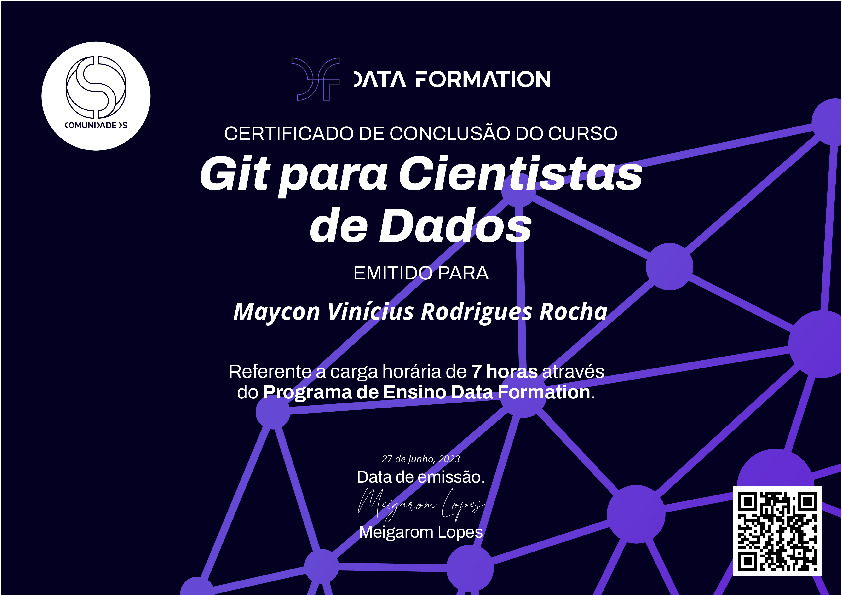 COMUNIDADE DS
DATA FORMATION
CERTIFICADO DE CONCLUSÃO DO CURSO
Git para Cientistas
de Dados
EMITIDO PARA
Maycon Vinícius Rodrigues Rocha
Referente a carga horária de 7 horas através
do Programa de Ensino Data Formation.
27 de junho, 2023
Data de emissão.
Meigarom Lopes
Meigarom Lopes